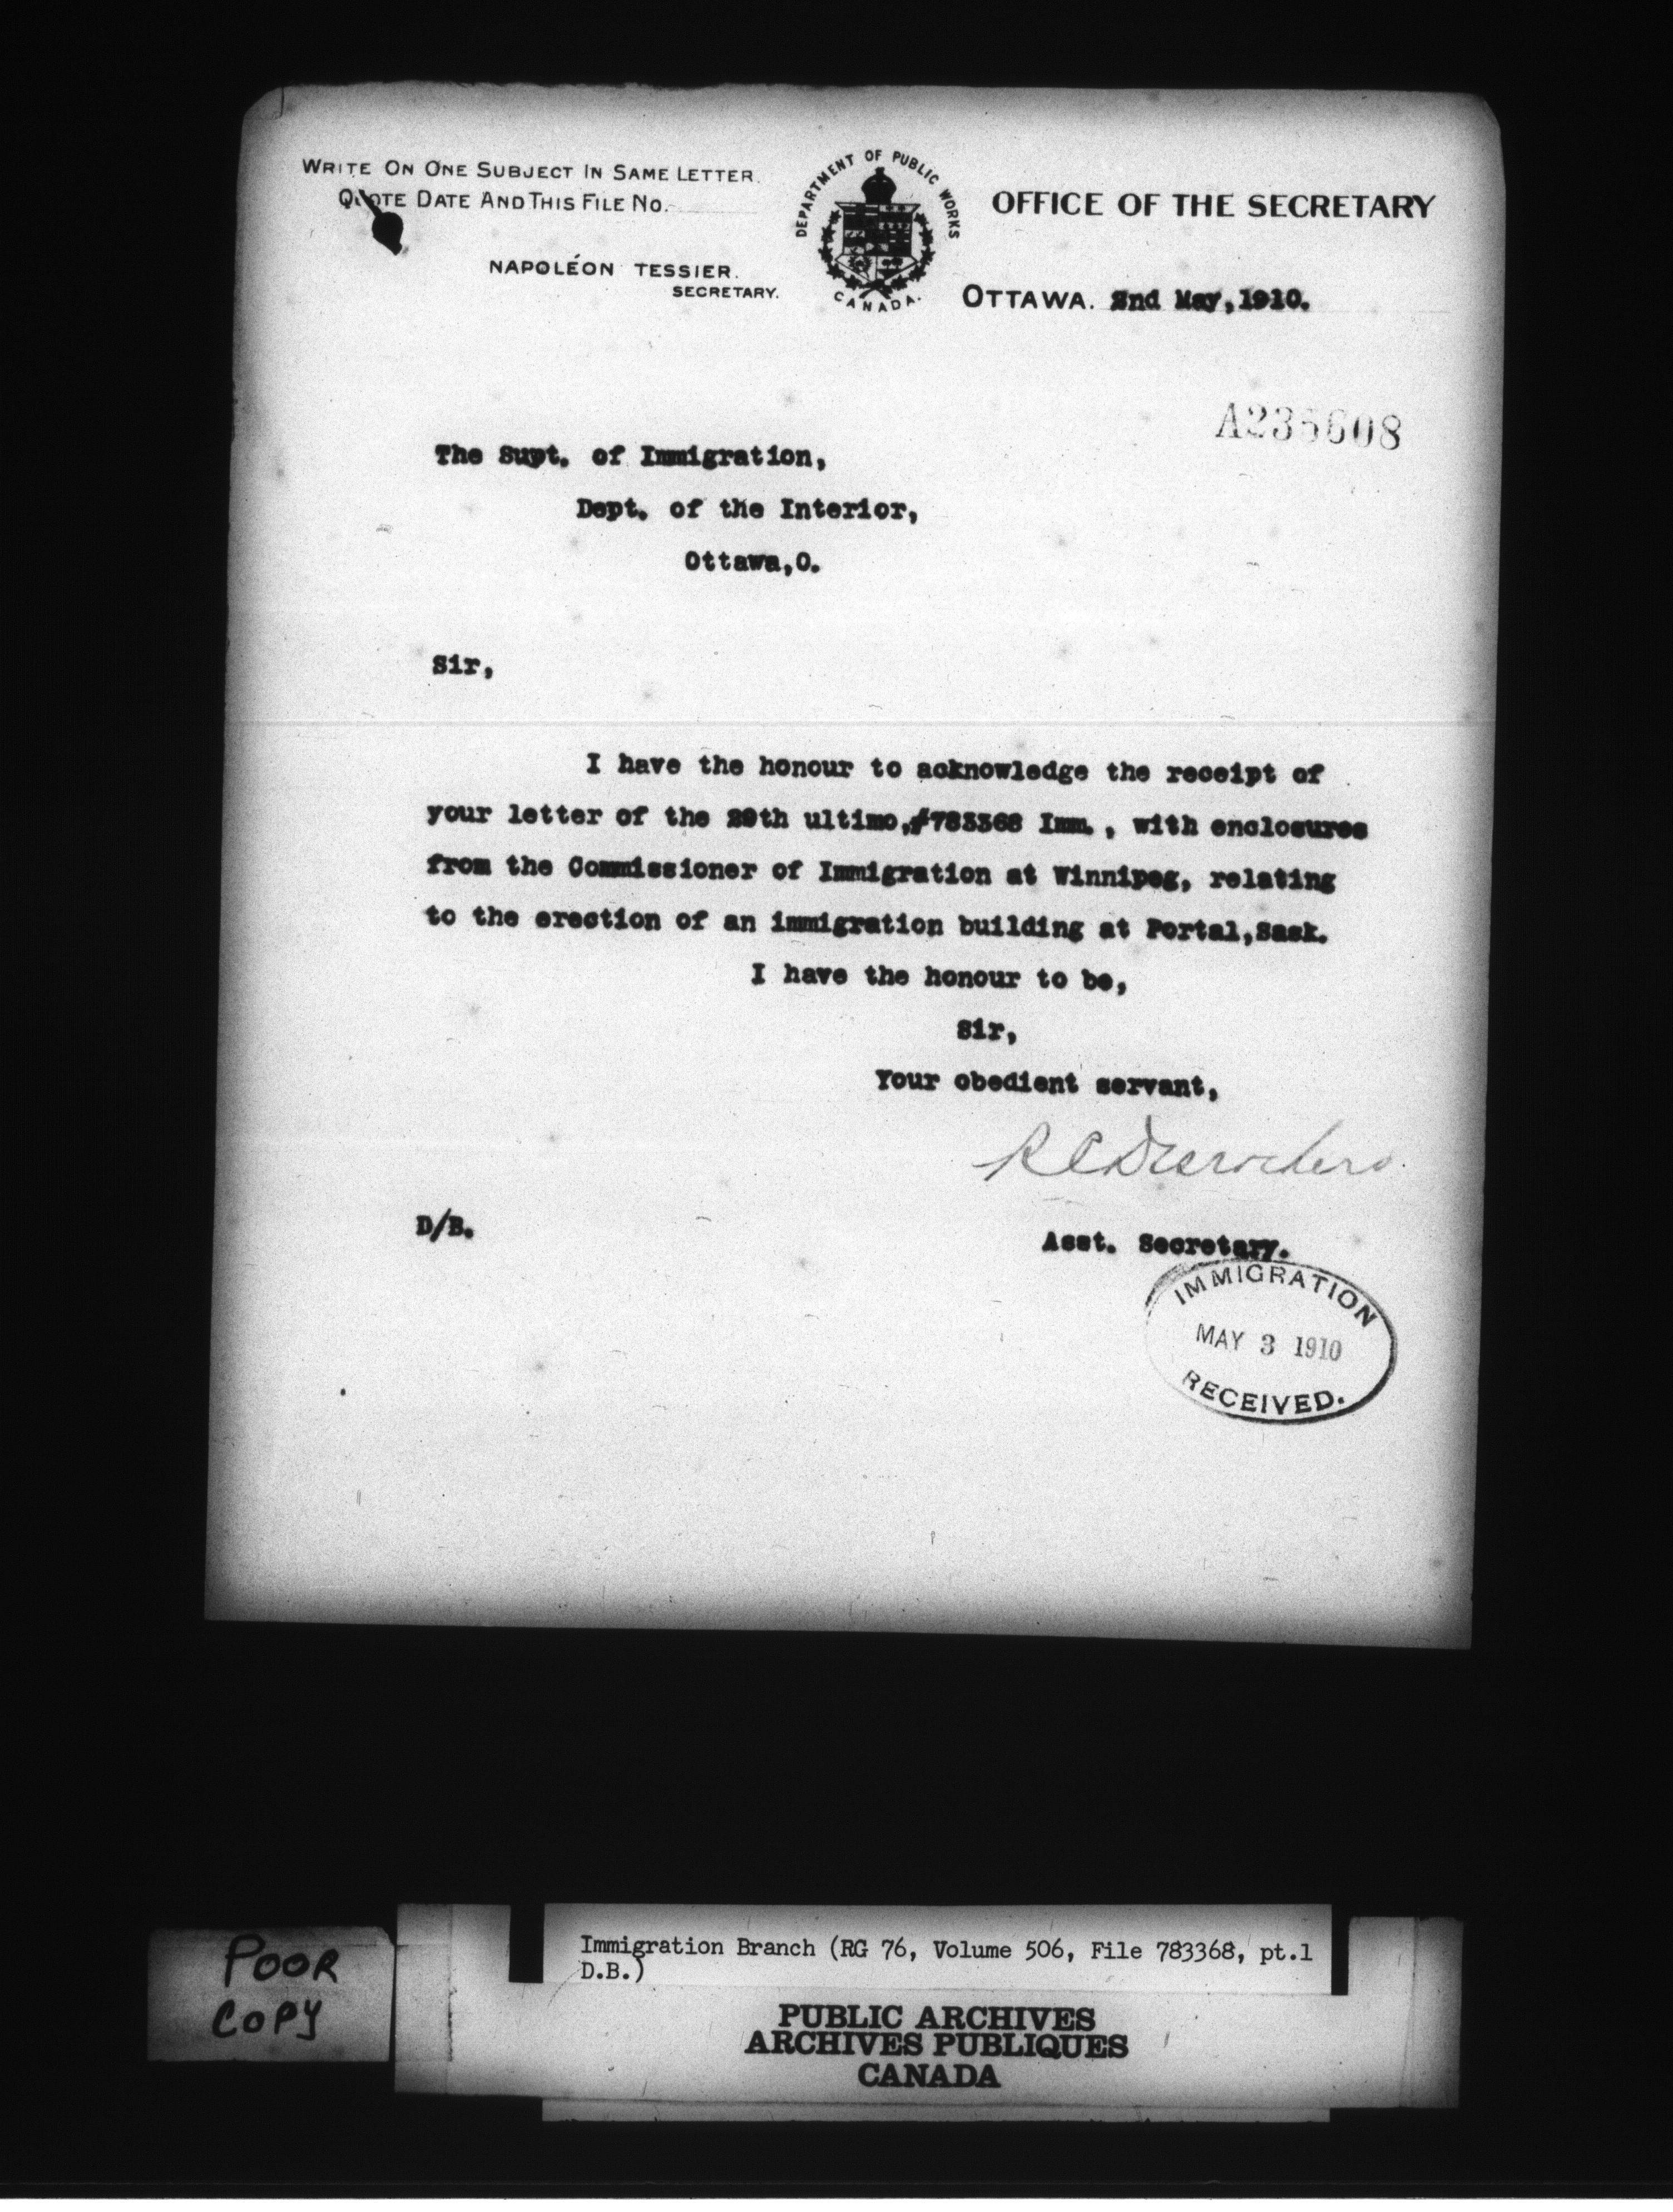 WRITE ON ONE SUBJECT IN SAME LETTER.
QUOTE DATE AND THIS FILE NO.
NAPOLÉON TESSIER.
SECRETARY.
DEPARTMENT OF PUBLIC WORKS
CANADA.
OFFICE OF THE SECRETARY
OTTAWA. 2nd May, 1910.
A235608
The Supt. of Immigration,
Dept. of the Interior,
Ottawa, O.
Sir,
I have the honour to acknowledge the receipt of
your letter of the 29th ultimo, #783368 Imm., with enclosures
from the Commissioner of Immigration at Winnipeg, relating
to the erection of an immigration building at Portal, Sask.
I have the honour to be,
Sir,
Your obedient servant,
R C Desrochers.
D/B.
Asst. Secretary.
IMMIGRATION
MAY 3 1910
RECEIVED.
POOR
COPY
Immigration Branch (RG 76, Volume 506, File 783368, pt.1
D.B.)
PUBLIC ARCHIVES
ARCHIVES PUBLIQUES
CANADA